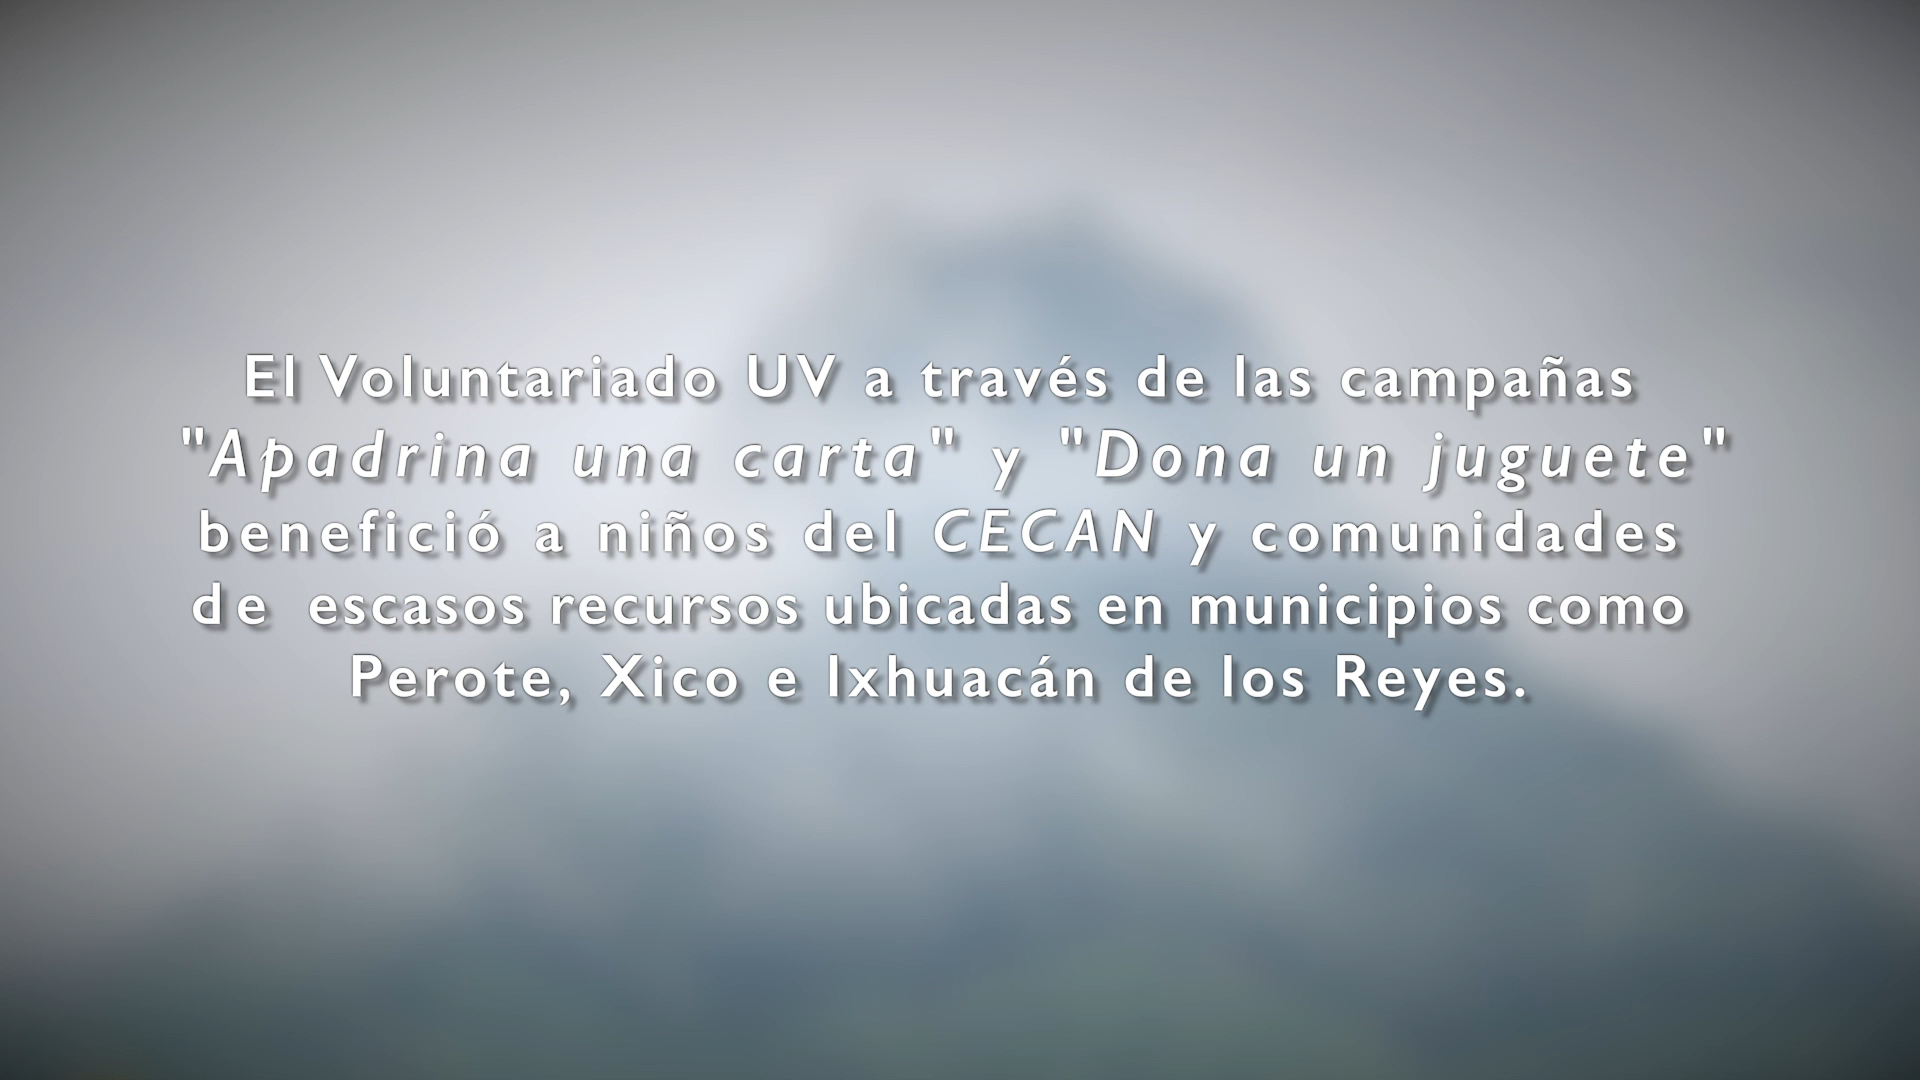 El Voluntariado UV a través de las campañas
"Apadrina una carta" y "Dona un juguete"
benefició a niños del CECAN y comunidades
de escasos recursos ubicadas en municipios como
Perote, Xico e Ixhuacán de los Reyes.